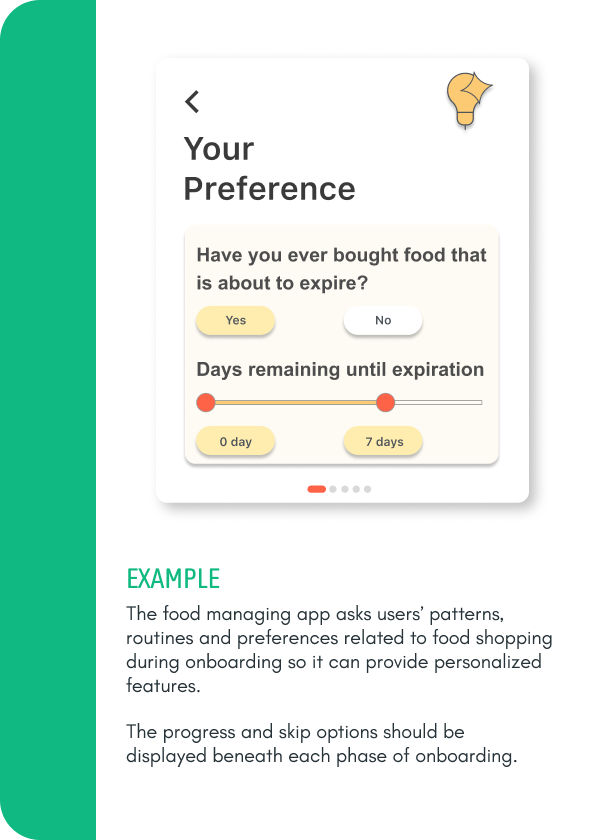 Your
Preference
Have you ever bought food that
is about to expire?
Yes
No
Days remaining until expiration
0 day
7 days
EXAMPLE
The food managing app asks users’ patterns,
routines and preferences related to food shopping
during onboarding so it can provide personalized
features.
The progress and skip options should be
displayed beneath each phase of onboarding.